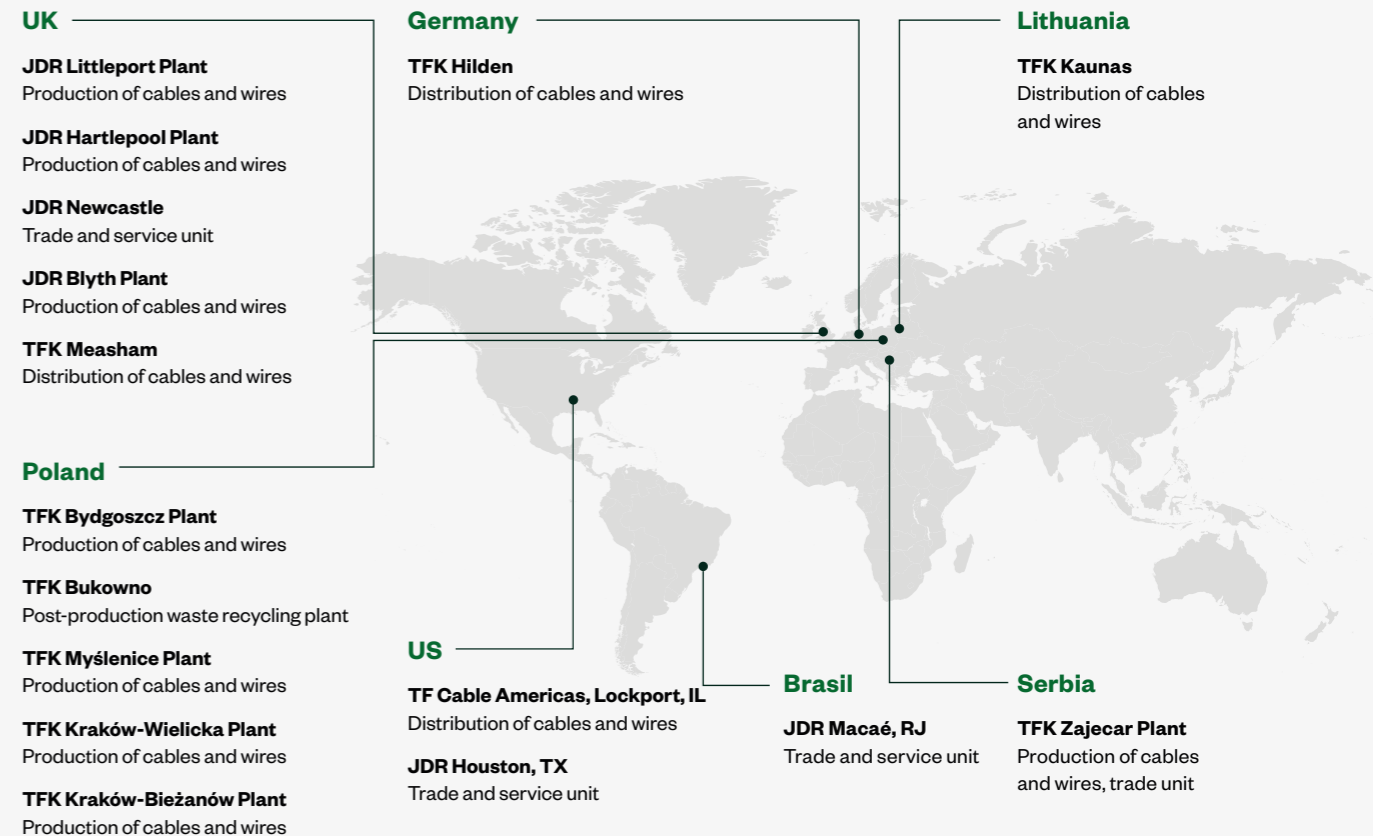 UK
JDR Littleport Plant
Production of cables and wires
JDR Hartlepool Plant
Production of cables and wires
JDR Newcastle
Trade and service unit
JDR Blyth Plant
Production of cables and wires
TFK Measham
Distribution of cables and wires
Poland
TFK Bydgoszcz Plant
Production of cables and wires
TFK Bukowno
Post-production waste recycling plant
TFK Myślenice Plant
Production of cables and wires
TFK Kraków-Wielicka Plant
Production of cables and wires
TFK Kraków-Bieżanów Plant
Production of cables and wires
Germany
TFK Hilden
Distribution of cables and wires
Lithuania
TFK Kaunas
Distribution of cables
and wires
US
TF Cable Americas, Lockport, IL
Distribution of cables and wires
JDR Houston, TX
Trade and service unit
Brasil
JDR Macaé, RJ
Trade and service unit
Serbia
TFK Zajecar Plant
Production of cables
and wires, trade unit